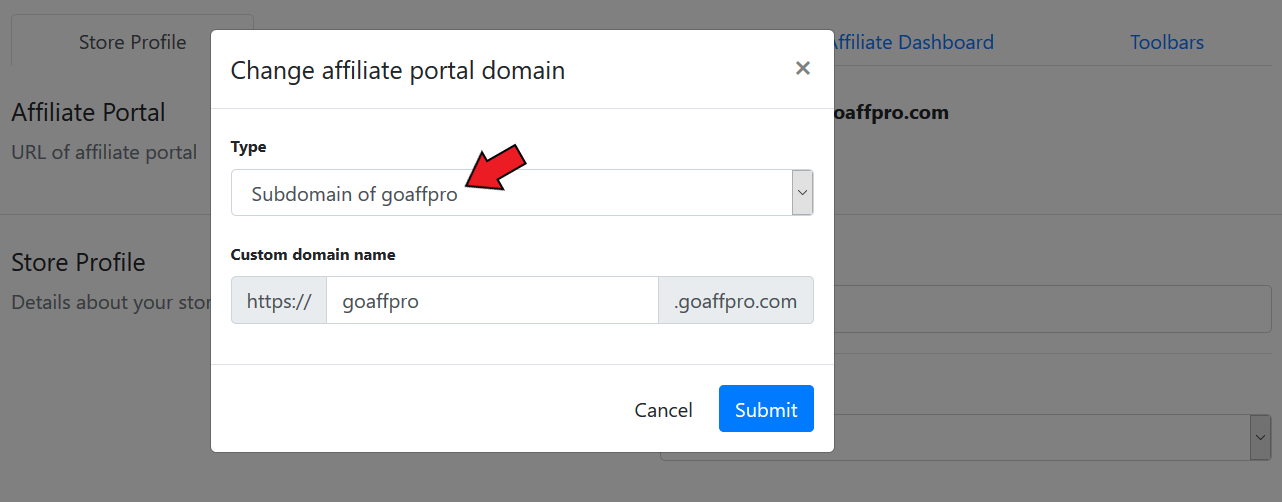 Store Profile
Affiliate Dashboard
Toolbars
Change affiliate portal domain
×
Affiliate Portal
URL of affiliate portal
oaffpro.com
Type
Subdomain of goaffpro
Store Profile
Details about your stor
Custom domain name
https://
goaffpro
.goaffpro.com
Cancel
Submit